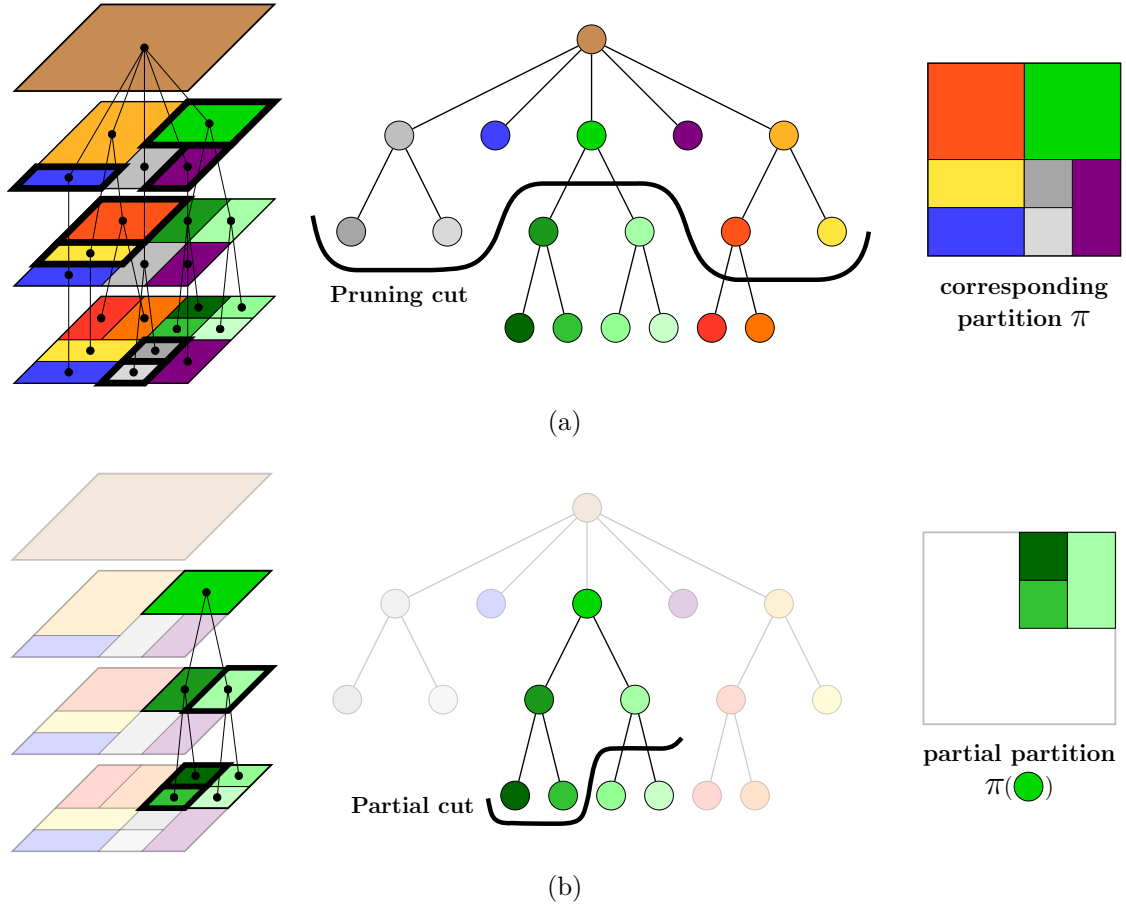 Pruning cut
corresponding
partition π
(a)
Partial cut
partial partition
π( )
(b)